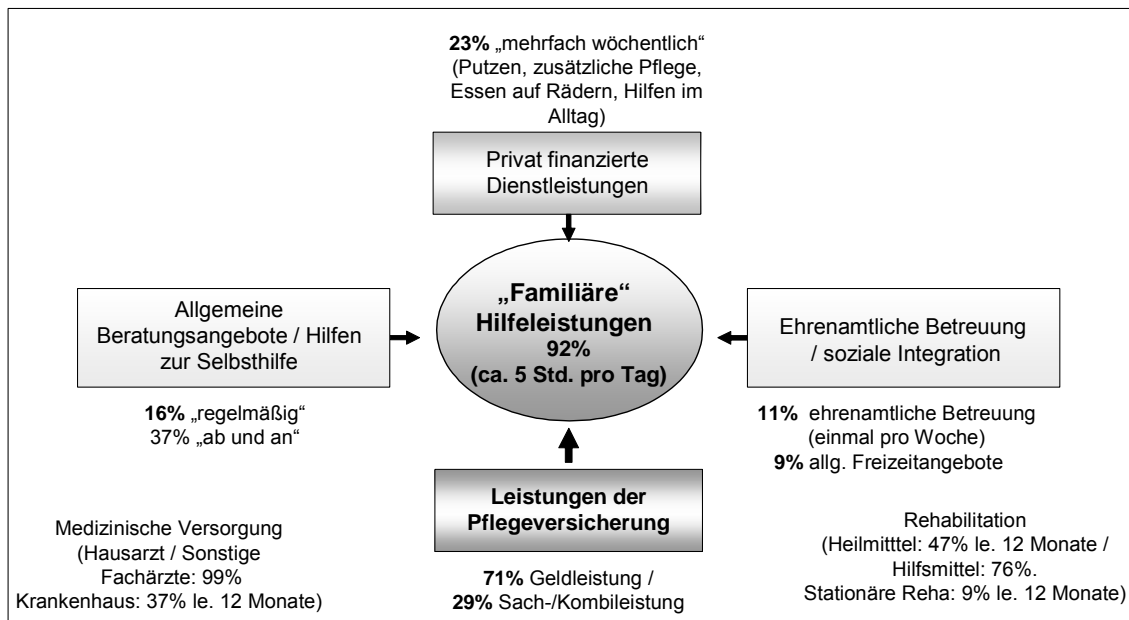 23% „mehrfach wöchentlich“
(Putzen, zusätzliche Pflege,
Essen auf Rädern, Hilfen im
Alltag)
Privat finanzierte
Dienstleistungen
Allgemeine
Beratungsangebote / Hilfen
zur Selbsthilfe
„Familiäre“
Hilfeleistungen
92%
(ca. 5 Std. pro Tag)
Ehrenamtliche Betreuung
/ soziale Integration
16% „regelmäßig“
37% „ab und an“
11% ehrenamtliche Betreuung
(einmal pro Woche)
9% allg. Freizeitangebote
Leistungen der
Pflegeversicherung
71% Geldleistung /
29% Sach-/Kombileistung
Medizinische Versorgung
(Hausarzt / Sonstige
Fachärzte: 99%
Krankenhaus: 37% le. 12 Monate)
Rehabilitation
(Heilmitttel: 47% le. 12 Monate /
Hilfsmittel: 76%.
Stationäre Reha: 9% le. 12 Monate)